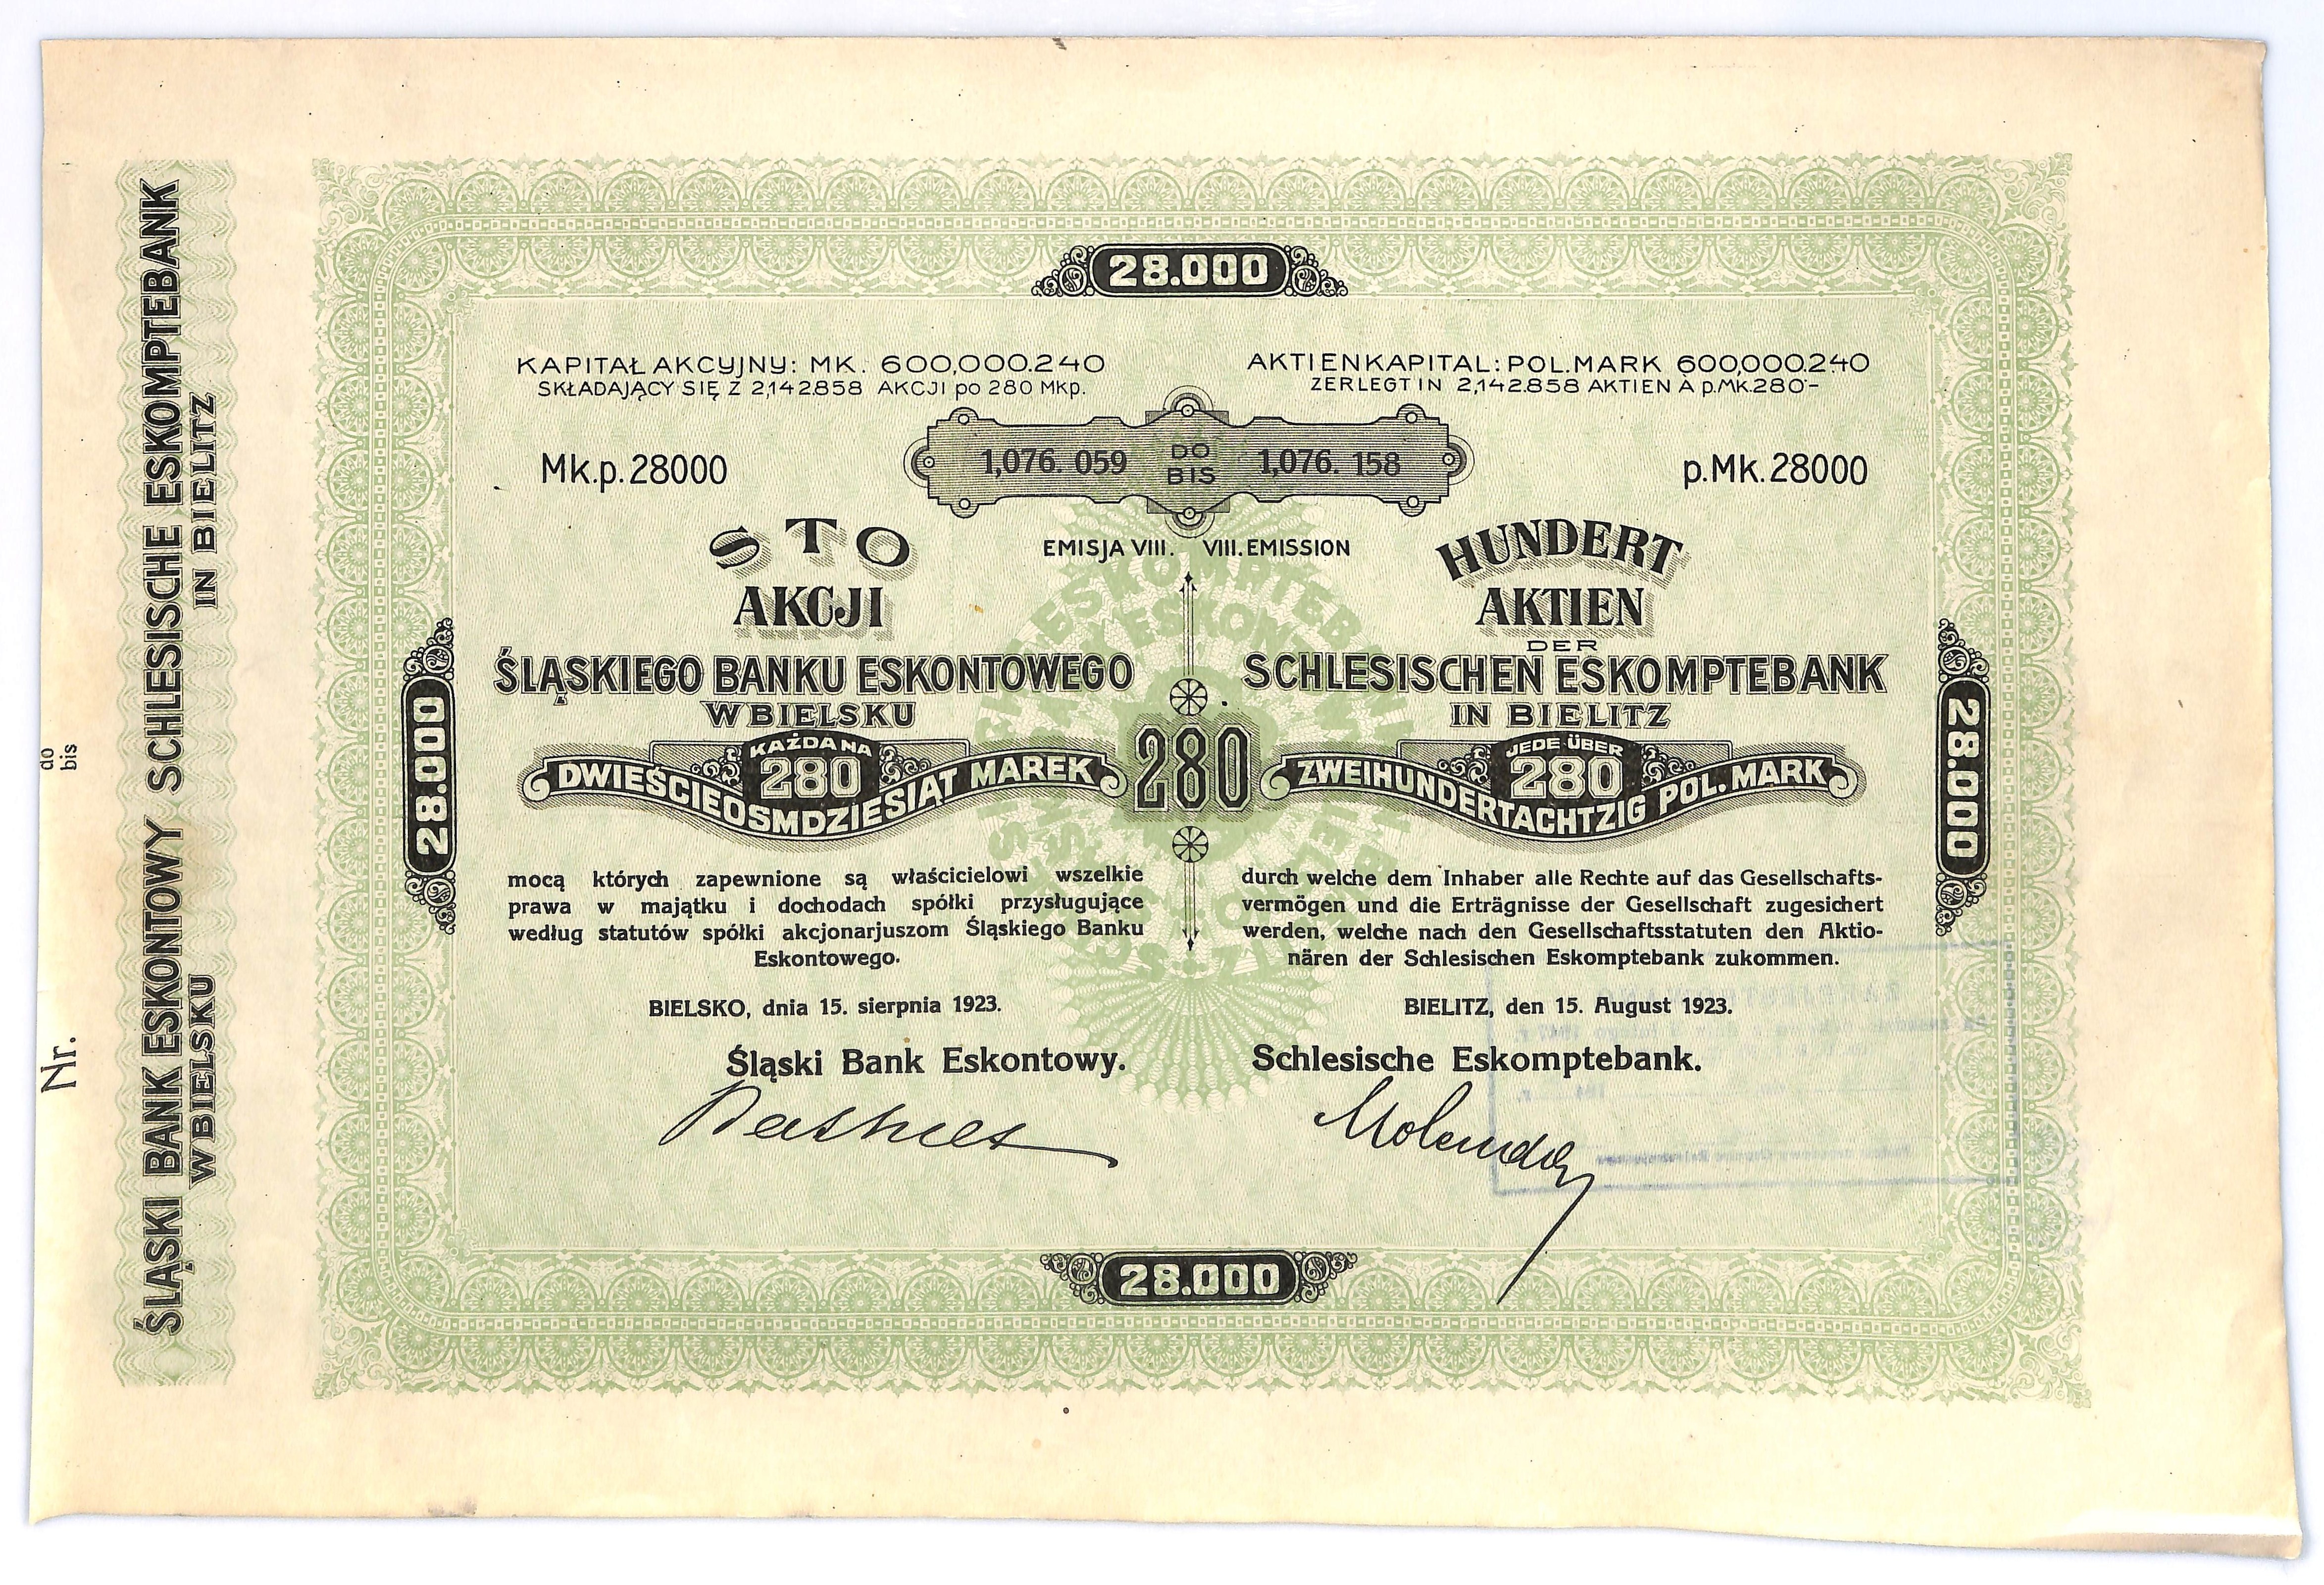 28.000
KAPITAŁ AKCYJNY: MK. 600,000.240
SKŁADAJĄCY SIĘ Z 2,142.858 AKCJI po 280 MKp.
AKTIENKAPITAL: POL. MARK 600,000.240
ZERLEGT IN 2,142.858 AKTIEN À p.MK.280·–
Mk.p. 28000
1,076. 059 DO BIS 1,076. 158
p.Mk. 28000
EMISJA VIII. VIII. EMISSION
STO
AKCJI
ŚLĄSKIEGO BANKU ESKONTOWEGO
W BIELSKU
KAŻDA NA
280
DWIEŚCIEOSMDZIESIĄT MAREK
280
HUNDERT
AKTIEN
DER
SCHLESISCHEN ESKOMPTEBANK
IN BIELITZ
JEDE ÜBER
280
ZWEIHUNDERTACHTZIG POL. MARK
mocą których zapewnione są właścicielowi wszelkie
prawa w majątku i dochodach spółki przysługujące
według statutów spółki akcjonarjuszom Śląskiego Banku
Eskontowego.
BIELSKO, dnia 15. sierpnia 1923.
Śląski Bank Eskontowy.
durch welche dem Inhaber alle Rechte auf das Gesellschafts-
vermögen und die Erträgnisse der Gesellschaft zugesichert
werden, welche nach den Gesellschaftsstatuten den Aktio-
nären der Schlesischen Eskomptebank zukommen.
BIELITZ, den 15. August 1923.
Schlesische Eskomptebank.
Molenda
28.000
28.000
28.000
ŚLĄSKI BANK ESKONTOWY SCHLESISCHE ESKOMPTEBANK
W BIELSKU IN BIELITZ
Nr.
do
bis